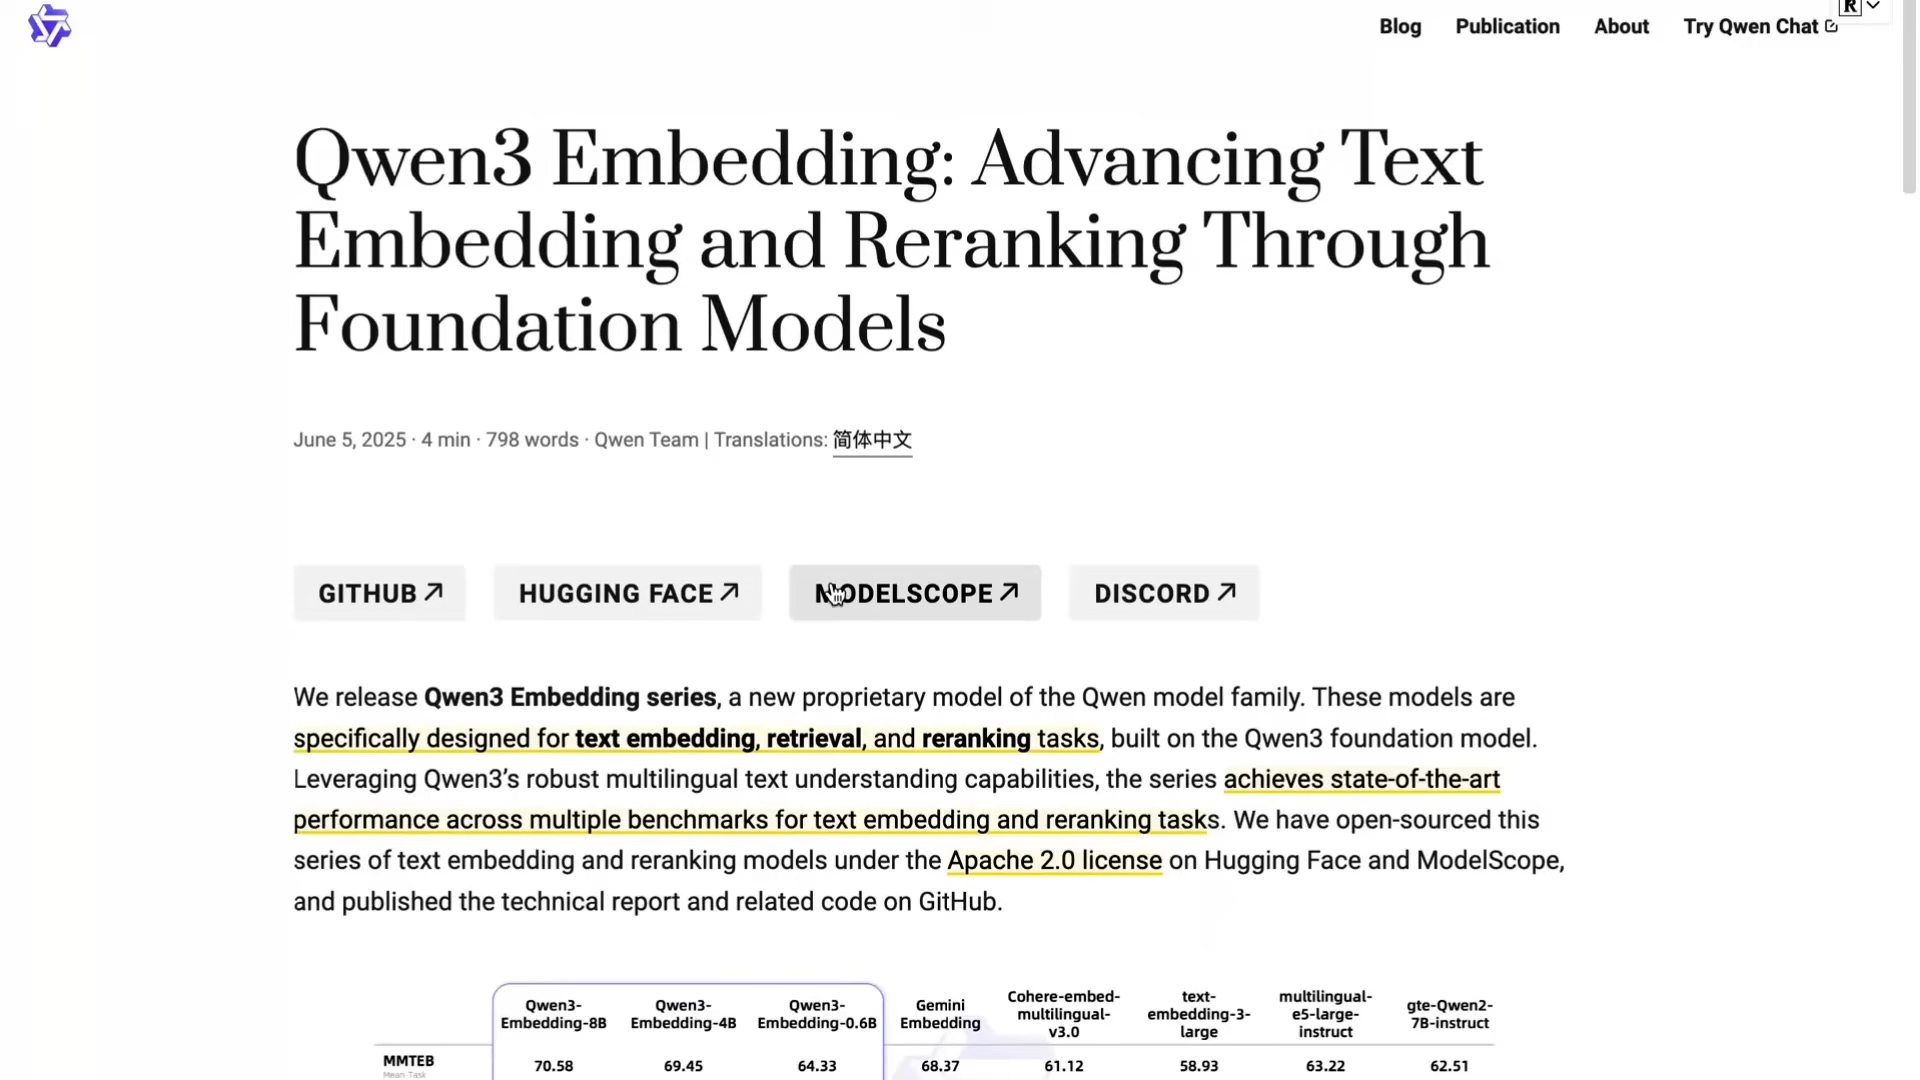 R
Blog Publication About Try Qwen Chat
Qwen3 Embedding: Advancing Text
Embedding and Reranking Through
Foundation Models
June 5, 2025 · 4 min · 798 words · Qwen Team | Translations: 简体中文
GITHUB HUGGING FACE MODELSCOPE DISCORD
We release Qwen3 Embedding series, a new proprietary model of the Qwen model family. These models are
specifically designed for text embedding, retrieval, and reranking tasks, built on the Qwen3 foundation model.
Leveraging Qwen3’s robust multilingual text understanding capabilities, the series achieves state-of-the-art
performance across multiple benchmarks for text embedding and reranking tasks. We have open-sourced this
series of text embedding and reranking models under the Apache 2.0 license on Hugging Face and ModelScope,
and published the technical report and related code on GitHub.
Qwen3-Embedding-8B Qwen3-Embedding-4B Qwen3-Embedding-0.6B Gemini Embedding Cohere-embed-multilingual-v3.0 text-embedding-3-large multilingual-e5-large-instruct gte-Qwen2-7B-instruct
MMTEB 70.58 69.45 64.33 68.37 61.12 58.93 63.22 62.51
Mean Task